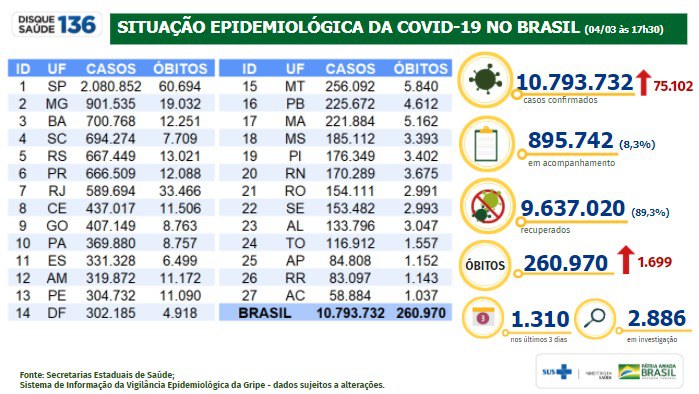 DISQUE
SAÚDE 136
SITUAÇÃO EPIDEMIOLÓGICA DA COVID-19 NO BRASIL (04/03 às 17h30)
ID UF CASOS ÓBITOS ID UF CASOS ÓBITOS
1 SP 2.080.852 60.694 15 MT 256.092 5.840
2 MG 901.535 19.032 16 PB 225.672 4.612
3 BA 700.768 12.251 17 MA 221.884 5.162
4 SC 694.274 7.709 18 MS 185.112 3.393
5 RS 667.449 13.021 19 PI 176.349 3.402
6 PR 666.509 12.088 20 RN 170.289 3.675
7 RJ 589.694 33.466 21 RO 154.111 2.991
8 CE 437.017 11.506 22 SE 153.482 2.993
9 GO 407.149 8.763 23 AL 133.796 3.047
10 PA 369.880 8.757 24 TO 116.912 1.557
11 ES 331.328 6.499 25 AP 84.808 1.152
12 AM 319.872 11.172 26 RR 83.097 1.143
13 PE 304.732 11.090 27 AC 58.884 1.037
14 DF 302.185 4.918 BRASIL 10.793.732 260.970
10.793.732 75.102
casos confirmados
895.742 (8,3%)
em acompanhamento
9.637.020 (89,3%)
recuperados
ÓBITOS 260.970 1.699
3 1.310
nos últimos 3 dias
2.886
em investigação
Fonte: Secretarias Estaduais de Saúde;
Sistema de Informação da Vigilância Epidemiológica da Gripe – dados sujeitos a alterações.
SUS
MINISTÉRIO DA
SAÚDE
PÁTRIA AMADA
BRASIL
GOVERNO FEDERAL